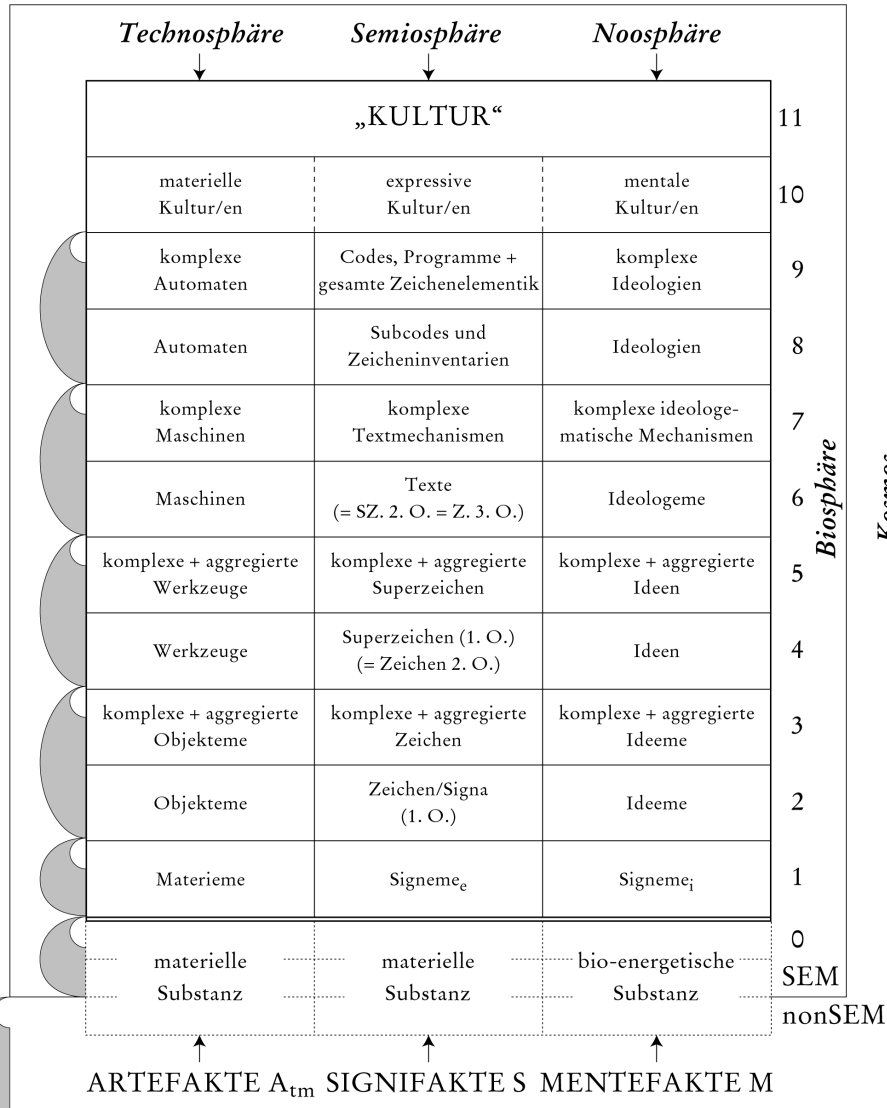 Technosphäre Semiosphäre Noosphäre
„KULTUR“ 11
materielle
Kultur/en
expressive
Kultur/en
mentale
Kultur/en
10
komplexe
Automaten
Codes, Programme +
gesamte Zeichenelementik
komplexe
Ideologien
9
Automaten
Subcodes und
Zeicheninventarien
Ideologien
8
komplexe
Maschinen
komplexe
Textmechanismen
komplexe ideologe-
matische Mechanismen
7
Maschinen
Texte
(= SZ. 2. O. = Z. 3. O.)
Ideologeme
6
Biosphäre
komplexe + aggregierte
Werkzeuge
komplexe + aggregierte
Superzeichen
komplexe + aggregierte
Ideen
5
Werkzeuge
Superzeichen (1. O.)
(= Zeichen 2. O.)
Ideen
4
komplexe + aggregierte
Objekteme
komplexe + aggregierte
Zeichen
komplexe + aggregierte
Ideeme
3
Objekteme
Zeichen/Signa
(1. O.)
Ideeme
2
Materieme
Signeme e
Signeme i
1
0
materielle
Substanz
materielle
Substanz
bio-energetische
Substanz
SEM
nonSEM
ARTEFAKTE Atm SIGNIFAKTE S MENTEFAKTE M